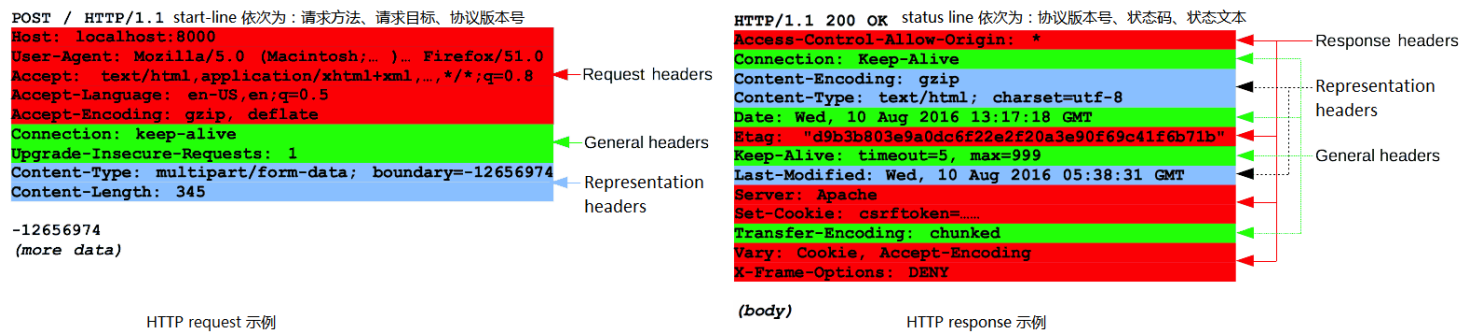 POST / HTTP/1.1 start-line 依次为：请求方法、请求目标、协议版本号
Host: localhost:8000
User-Agent: Mozilla/5.0 (Macintosh;… )… Firefox/51.0
Accept: text/html,application/xhtml+xml,…,*/*;q=0.8
Accept-Language: en-US,en;q=0.5
Accept-Encoding: gzip, deflate
Connection: keep-alive
Upgrade-Insecure-Requests: 1
Content-Type: multipart/form-data; boundary=-12656974
Content-Length: 345
-12656974
(more data)
Request headers
General headers
Representation
headers
HTTP request 示例
HTTP/1.1 200 OK status line 依次为：协议版本号、状态码、状态文本
Access-Control-Allow-Origin: *
Connection: Keep-Alive
Content-Encoding: gzip
Content-Type: text/html; charset=utf-8
Date: Wed, 10 Aug 2016 13:17:18 GMT
Etag: "d9b3b803e9a0dc6f22e2f20a3e90f69c41f6b71b"
Keep-Alive: timeout=5, max=999
Last-Modified: Wed, 10 Aug 2016 05:38:31 GMT
Server: Apache
Set-Cookie: csrftoken=……
Transfer-Encoding: chunked
Vary: Cookie, Accept-Encoding
X-Frame-Options: DENY
(body)
Response headers
Representation
headers
General headers
HTTP response 示例